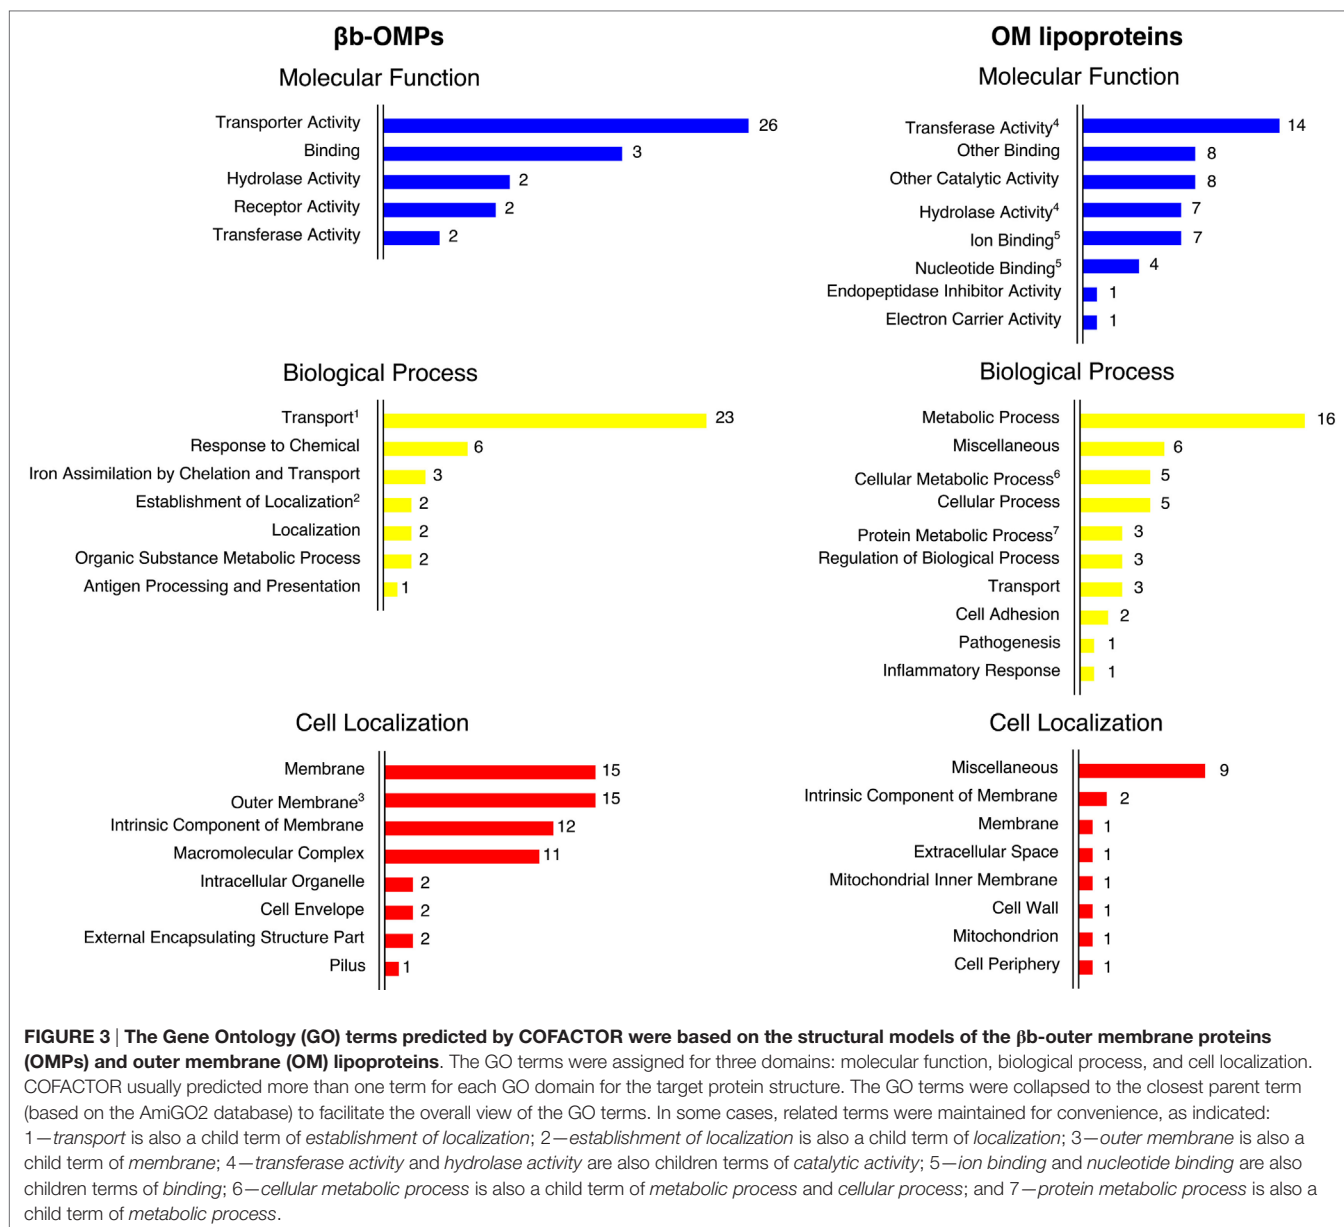 βb-OMPs
Molecular Function
Transporter Activity 26
Binding 3
Hydrolase Activity 2
Receptor Activity 2
Transferase Activity 2
Biological Process
Transport¹ 23
Response to Chemical 6
Iron Assimilation by Chelation and Transport 3
Establishment of Localization² 2
Localization 2
Organic Substance Metabolic Process 2
Antigen Processing and Presentation 1
Cell Localization
Membrane 15
Outer Membrane³ 15
Intrinsic Component of Membrane 12
Macromolecular Complex 11
Intracellular Organelle 2
Cell Envelope 2
External Encapsulating Structure Part 2
Pilus 1
OM lipoproteins
Molecular Function
Transferase Activity⁴ 14
Other Binding 8
Other Catalytic Activity 8
Hydrolase Activity⁴ 7
Ion Binding⁵ 7
Nucleotide Binding⁵ 4
Endopeptidase Inhibitor Activity 1
Electron Carrier Activity 1
Biological Process
Metabolic Process 16
Miscellaneous 6
Cellular Metabolic Process⁶ 5
Cellular Process 5
Protein Metabolic Process⁷ 3
Regulation of Biological Process 3
Transport 3
Cell Adhesion 2
Pathogenesis 1
Inflammatory Response 1
Cell Localization
Miscellaneous 9
Intrinsic Component of Membrane 2
Membrane 1
Extracellular Space 1
Mitochondrial Inner Membrane 1
Cell Wall 1
Mitochondrion 1
Cell Periphery 1
FIGURE 3 | The Gene Ontology (GO) terms predicted by COFACTOR were based on the structural models of the βb-outer membrane proteins
(OMPs) and outer membrane (OM) lipoproteins. The GO terms were assigned for three domains: molecular function, biological process, and cell localization.
COFACTOR usually predicted more than one term for each GO domain for the target protein structure. The GO terms were collapsed to the closest parent term
(based on the AmiGO2 database) to facilitate the overall view of the GO terms. In some cases, related terms were maintained for convenience, as indicated:
1—transport is also a child term of establishment of localization; 2—establishment of localization is also a child term of localization; 3—outer membrane is also a
child term of membrane; 4—transferase activity and hydrolase activity are also children terms of catalytic activity; 5—ion binding and nucleotide binding are also
children terms of binding; 6—cellular metabolic process is also a child term of metabolic process and cellular process; and 7—protein metabolic process is also a
child term of metabolic process.